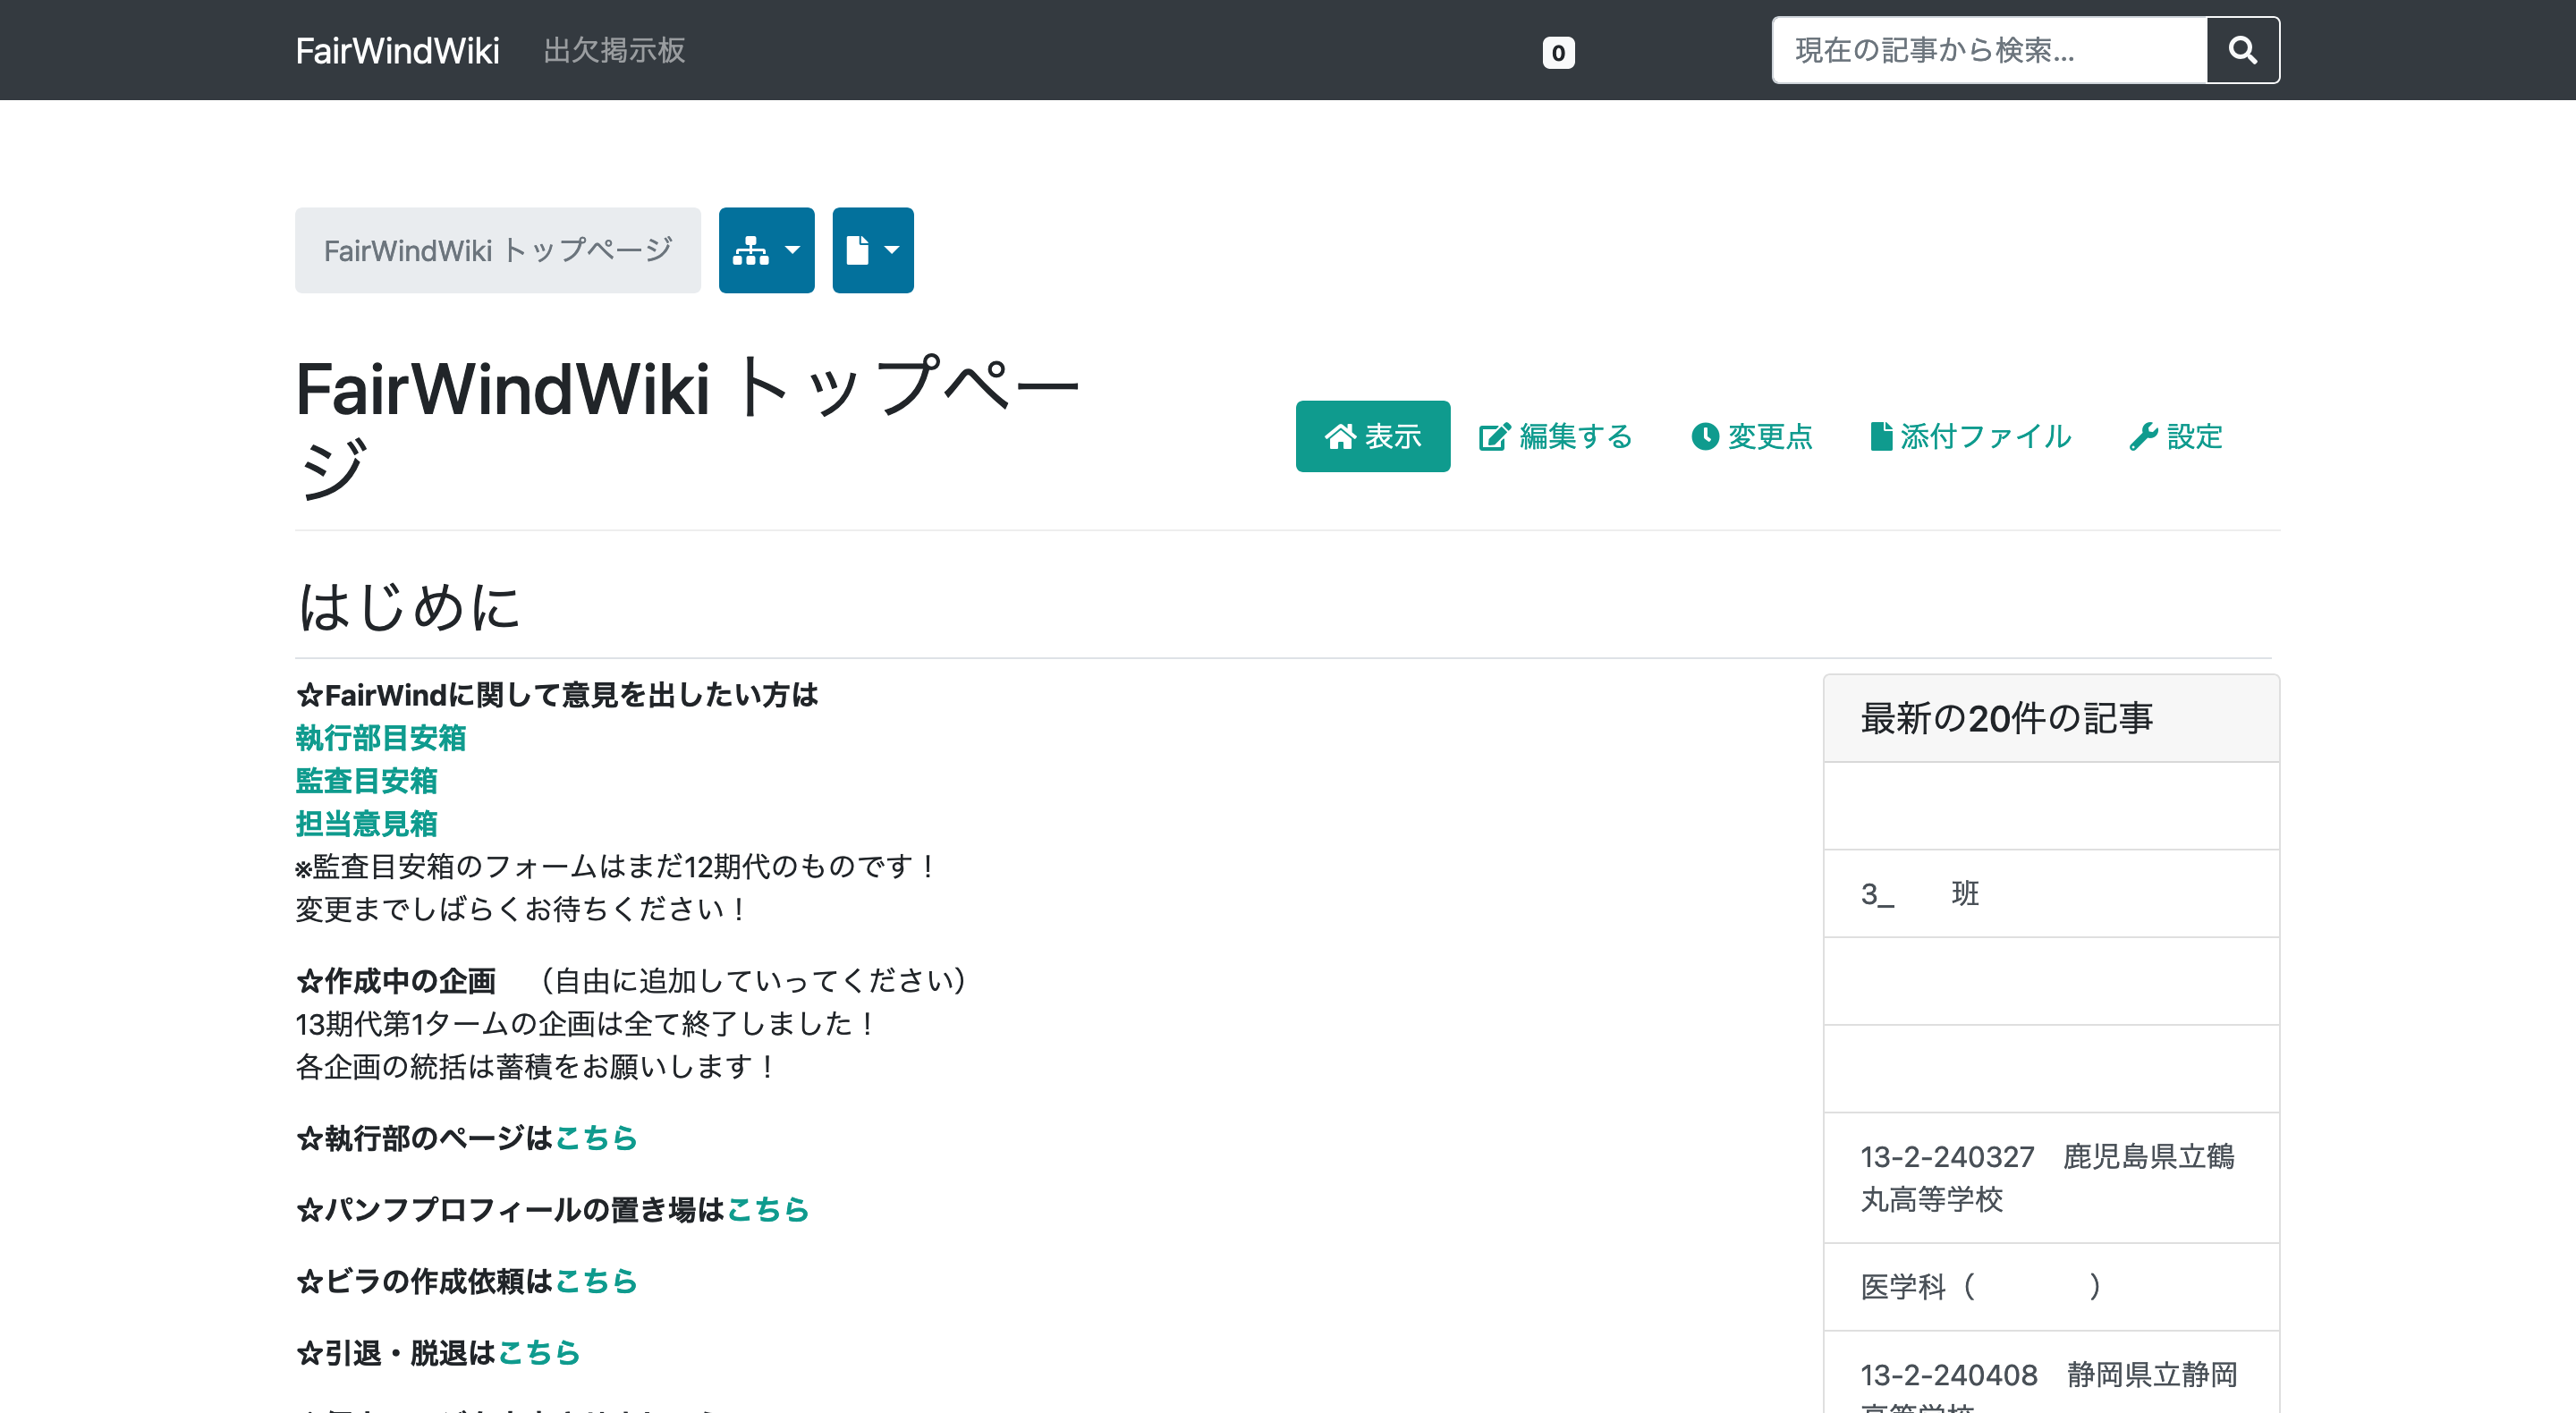 FairWindWiki 出欠掲示板 0 現在の記事から検索...
FairWindWiki トップページ
FairWindWiki トップペー
ジ
表示 編集する 変更点 添付ファイル 設定
はじめに
☆FairWindに関して意見を出したい方は
執行部目安箱
監査目安箱
担当意見箱
※監査目安箱のフォームはまだ12期代のものです！
変更までしばらくお待ちください！
☆作成中の企画　（自由に追加していってください）
13期代第1タームの企画は全て終了しました！
各企画の統括は蓄積をお願いします！
☆執行部のページはこちら
☆パンフプロフィールの置き場はこちら
☆ビラの作成依頼はこちら
☆引退・脱退はこちら
最新の20件の記事
3_　　班
13-2-240327　鹿児島県立鶴
丸高等学校
医学科（　　　　）
13-2-240408　静岡県立静岡
高等学校